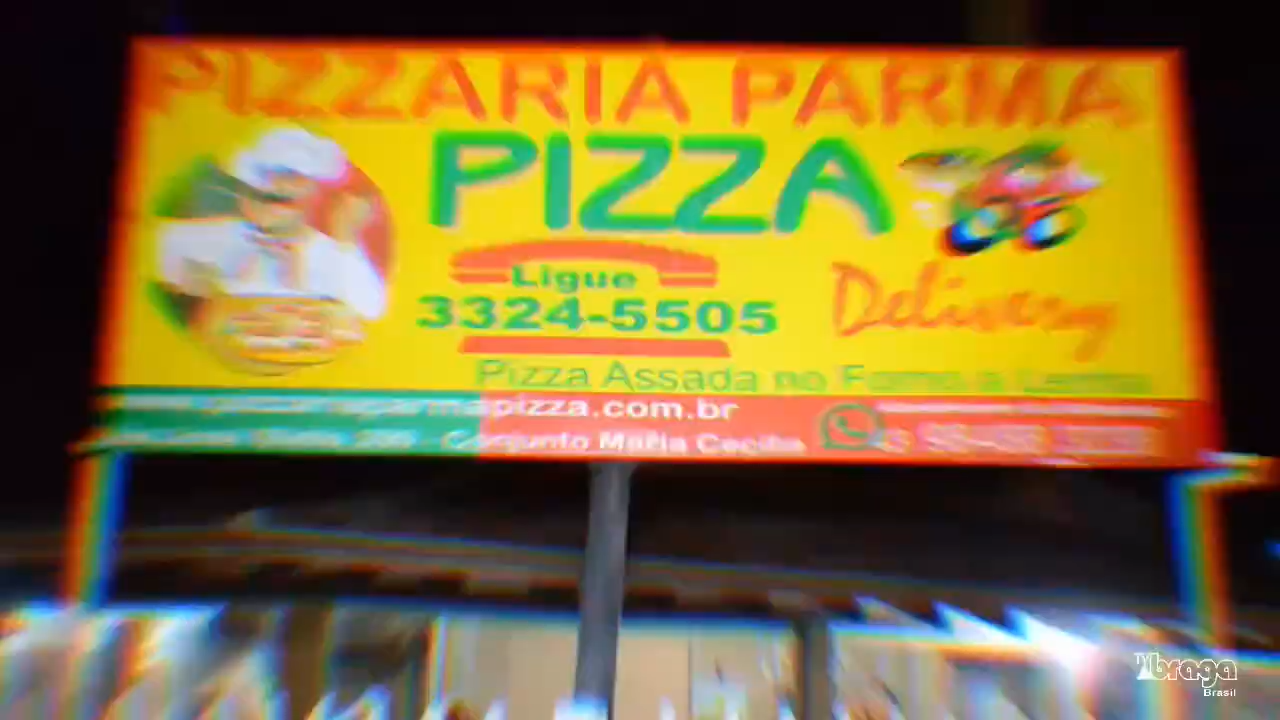 PIZZARIA PARMA
PIZZA
Ligue
3324-5505
Delivery
Pizza Assada no Forno a Lenha
pizzariaparmapizza.com.br
Conjunto Maria Cecilia
TV braga
Brasil